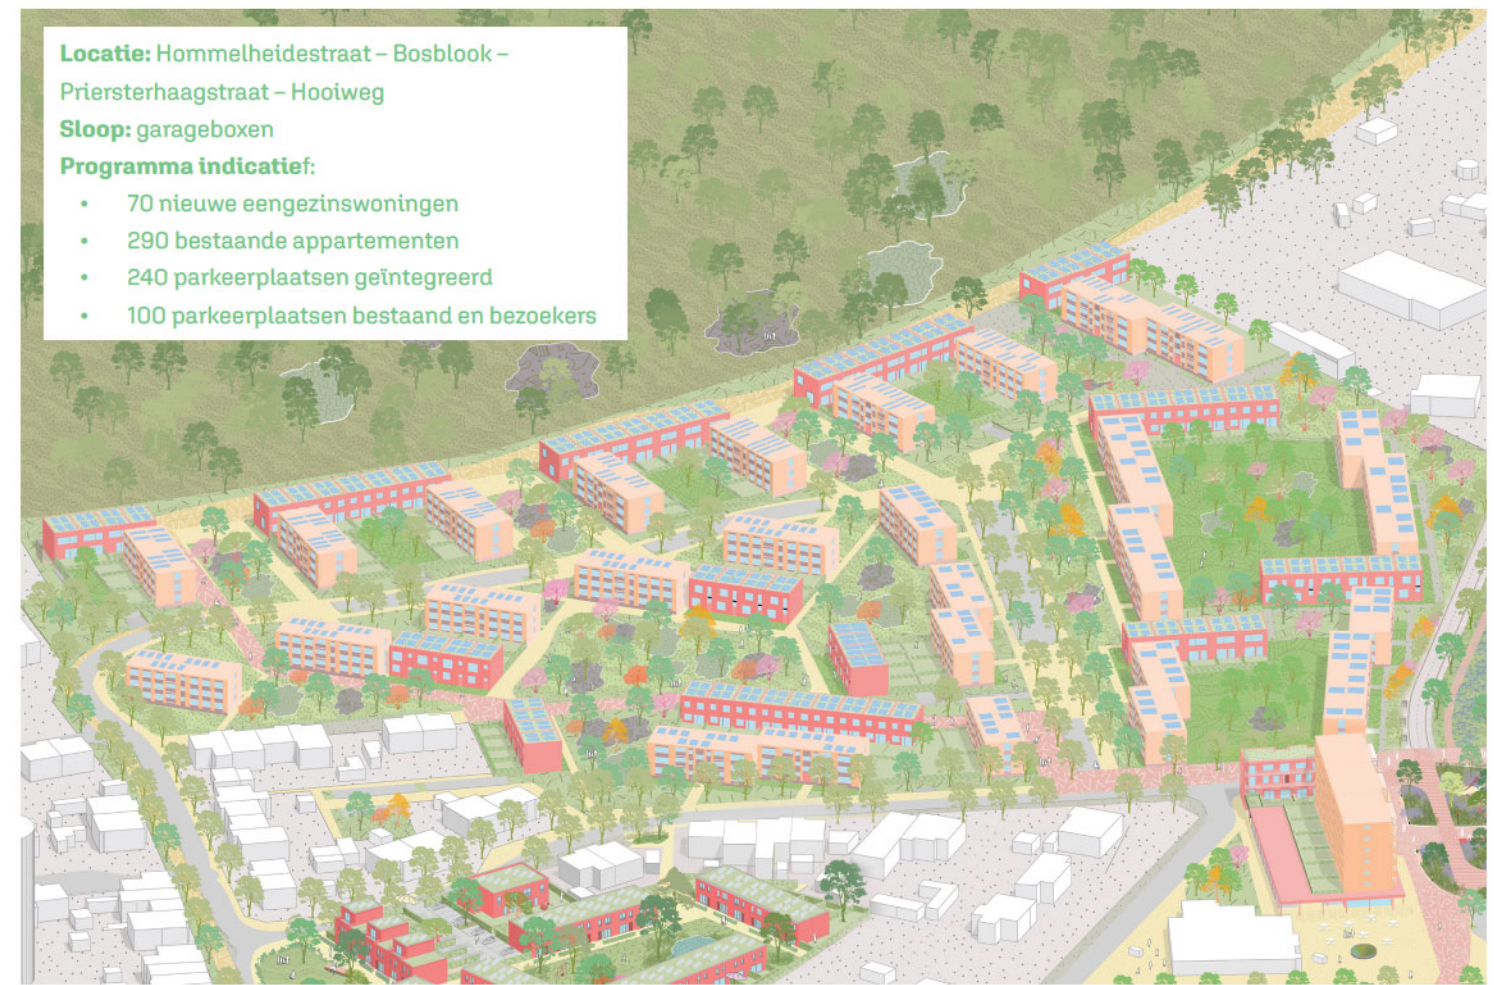 Locatie: Hommelheidestraat – Bosblook –
Priersterhaagstraat – Hooiweg
Sloop: garageboxen
Programma indicatief:
• 70 nieuwe eengezinswoningen
• 290 bestaande appartementen
• 240 parkeerplaatsen geïntegreerd
• 100 parkeerplaatsen bestaand en bezoekers